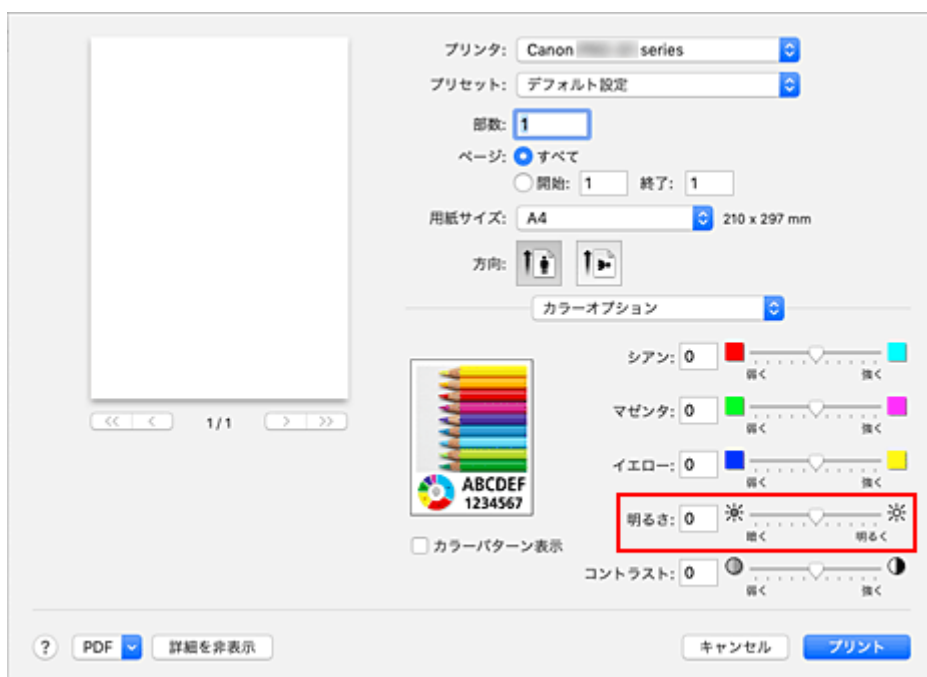 プリンタ: Canon series
プリセット: デフォルト設定
部数: 1
ページ: すべて
開始: 1 終了: 1
用紙サイズ: A4 210 x 297 mm
方向:
カラーオプション
シアン: 0
弱く 強く
マゼンタ: 0
弱く 強く
イエロー: 0
弱く 強く
明るさ: 0
暗く 明るく
コントラスト: 0
弱く 強く
<< < 1/1 > >>
ABCDEF
1234567
カラーパターン表示
? PDF 詳細を非表示 キャンセル プリント